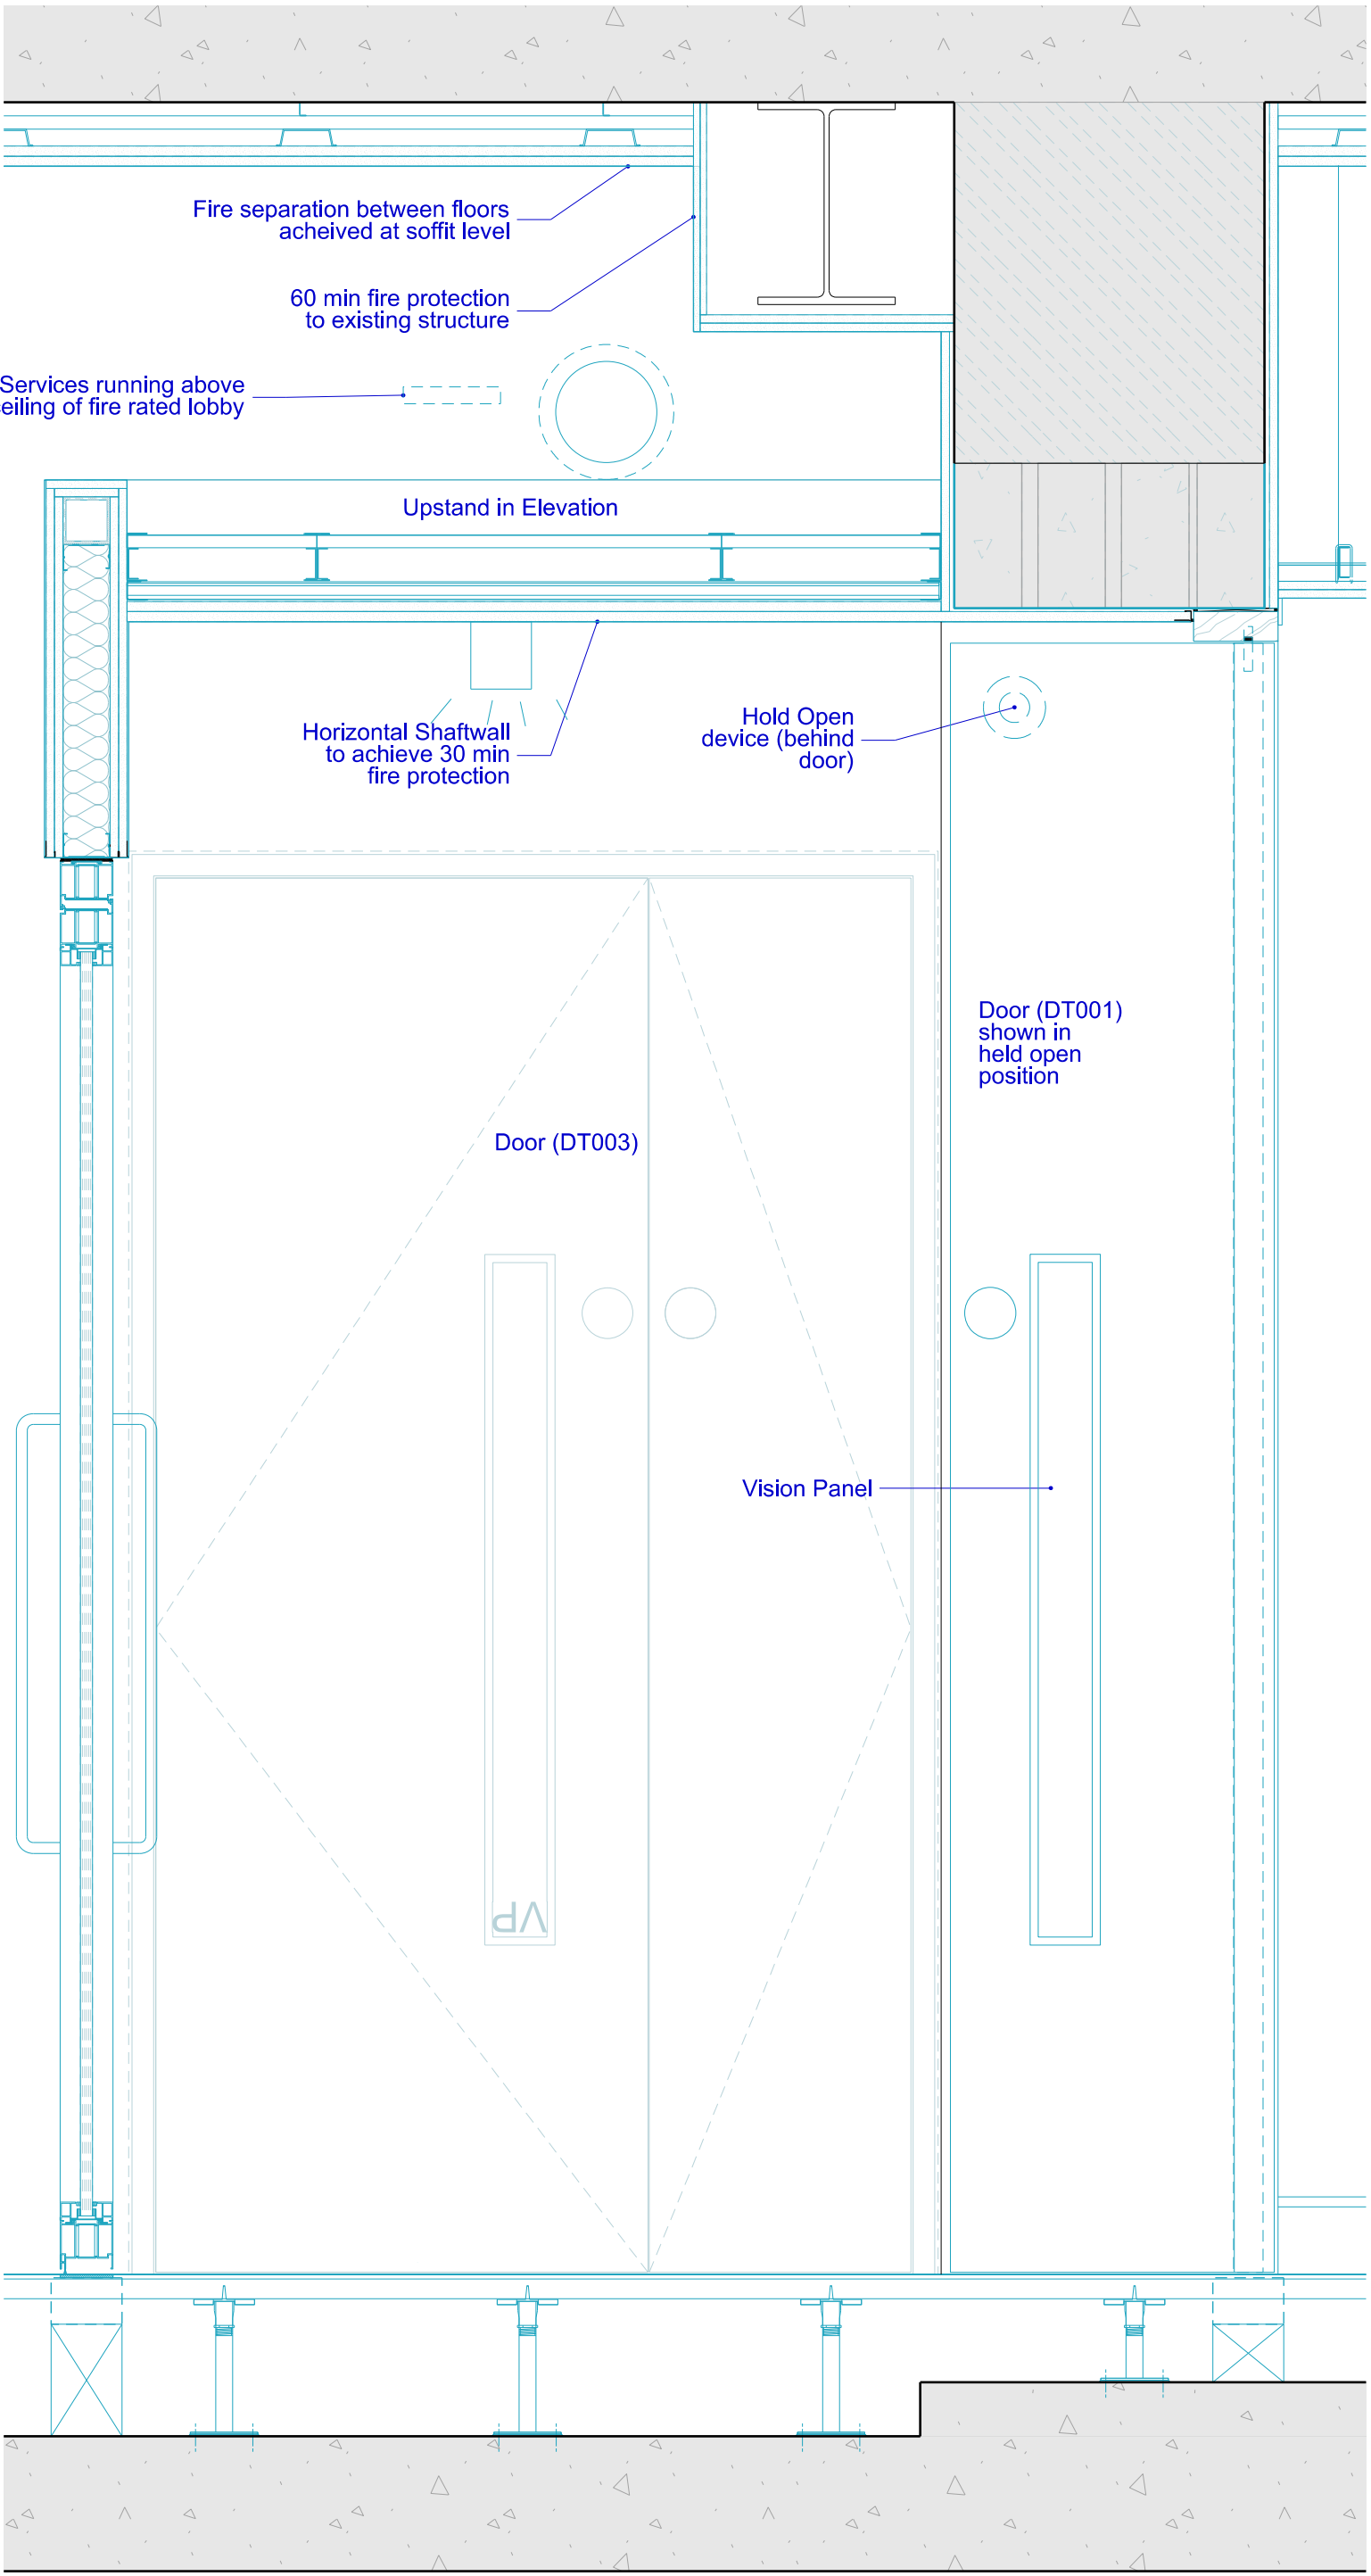 Fire separation between floors
acheived at soffit level
60 min fire protection
to existing structure
Services running above
ceiling of fire rated lobby
Upstand in Elevation
Horizontal Shaftwall
to achieve 30 min
fire protection
Hold Open
device (behind
door)
Door (DT001)
shown in
held open
position
Door (DT003)
Vision Panel
VP